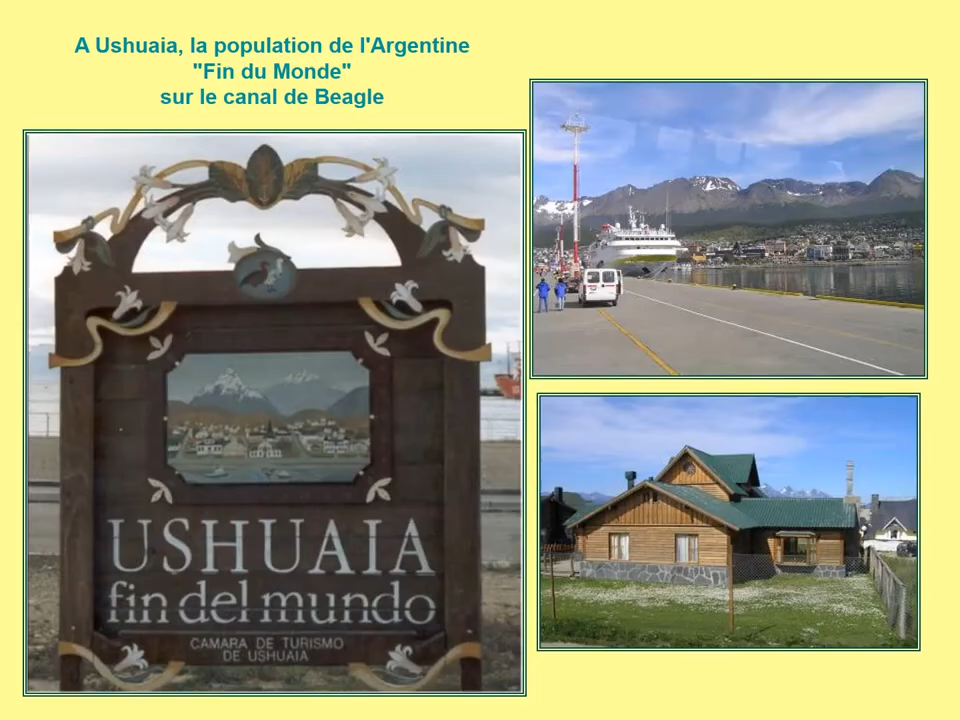 A Ushuaia, la population de l'Argentine
"Fin du Monde"
sur le canal de Beagle
USHUAIA
fin del mundo
CAMARA DE TURISMO
DE USHUAIA